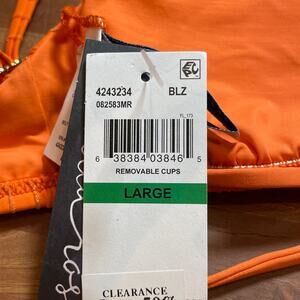 4243234 BLZ
082583MR
6 38384 03846 5
REMOVABLE CUPS
LARGE
CLEARANCE